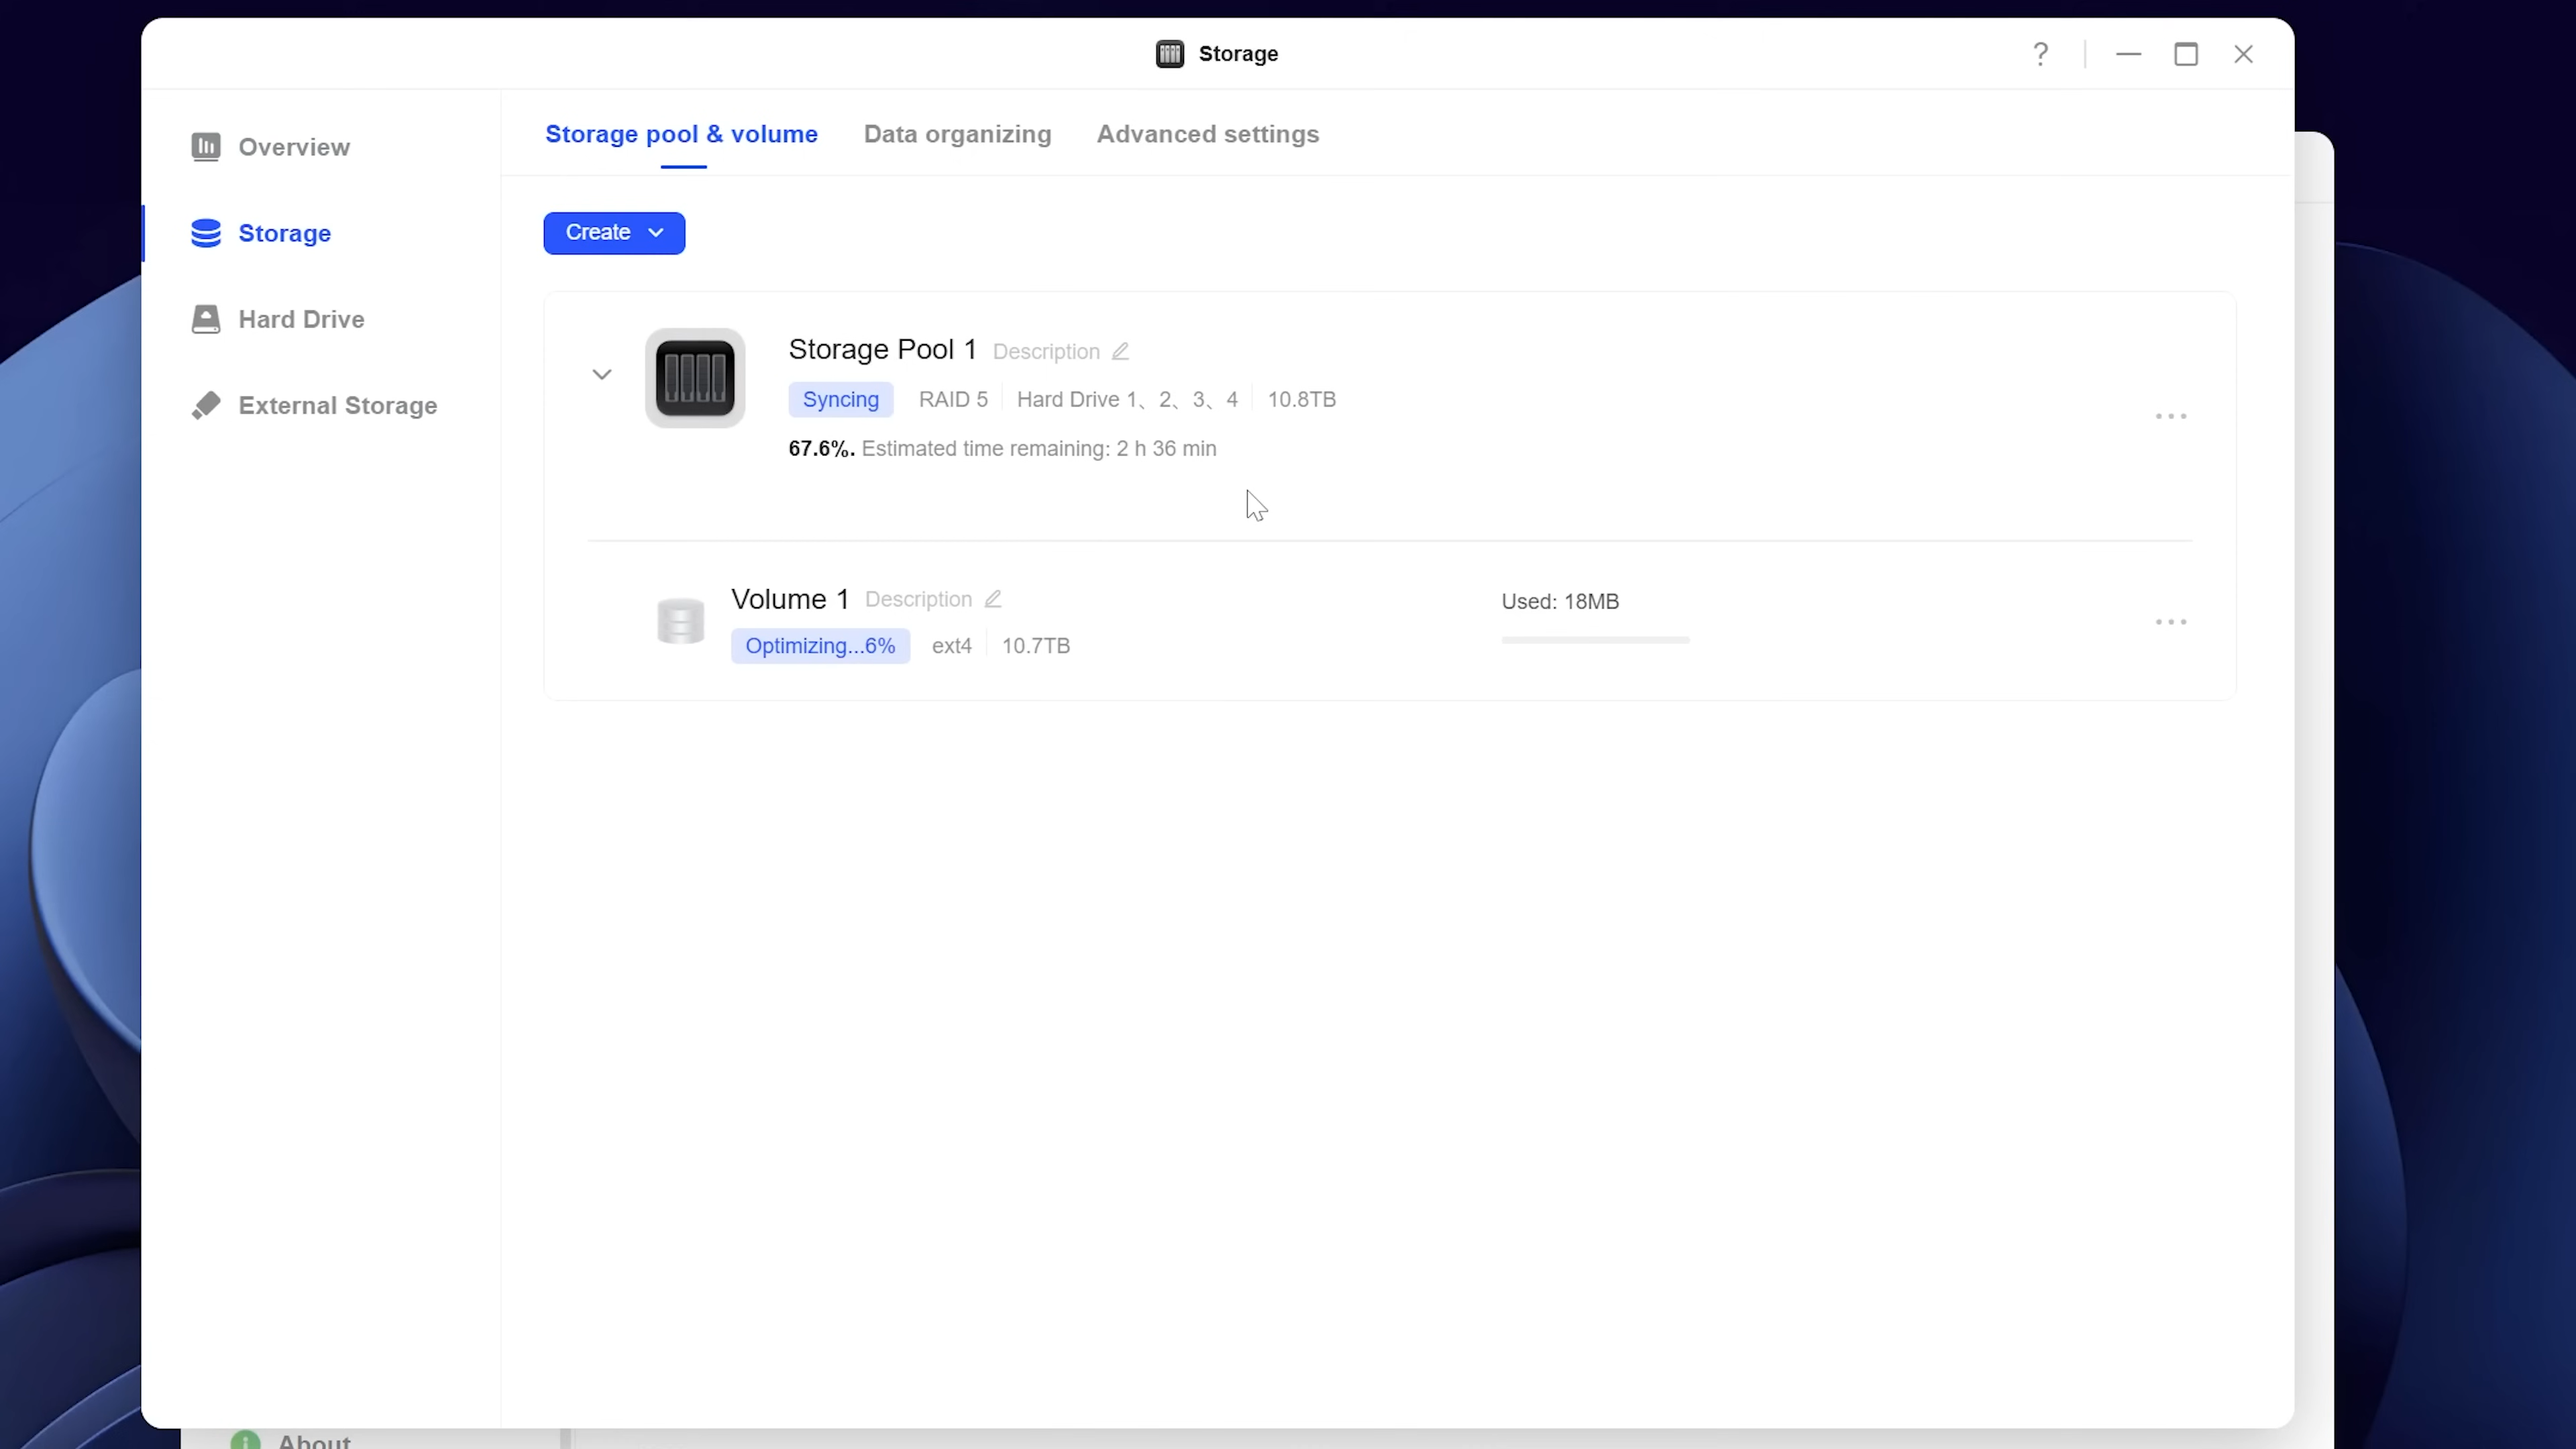 Storage
?
Overview
Storage
Hard Drive
External Storage
Storage pool & volume
Data organizing
Advanced settings
Create
Storage Pool 1 Description
Syncing RAID 5 Hard Drive 1、2、3、4 10.8TB
67.6%. Estimated time remaining: 2 h 36 min
Volume 1 Description
Optimizing...6% ext4 10.7TB
Used: 18MB
About